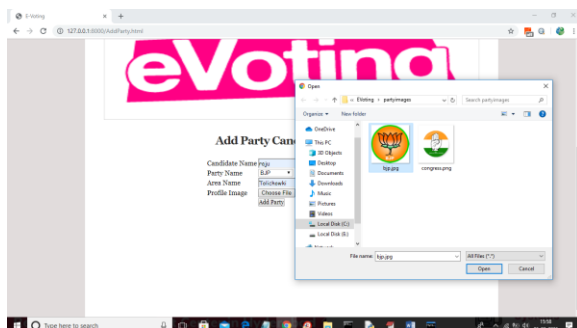 E-Voting
127.0.0.1:8000/AddParty.html
eVoting
Add Party Can
Candidate Name
Party Name BJP
Area Name Tolichowki
Profile Image Choose File
Add Party
Open
EVoting > partyimages
Search partyimages
Organize New folder
OneDrive
This PC
3D Objects
Desktop
Documents
Downloads
Music
Pictures
Videos
Local Disk (C:)
Local Disk (E:)
Network
bjp.jpg
congress.png
File name: bjp.jpg
All Files (*.*)
Open Cancel
Type here to search
15:58